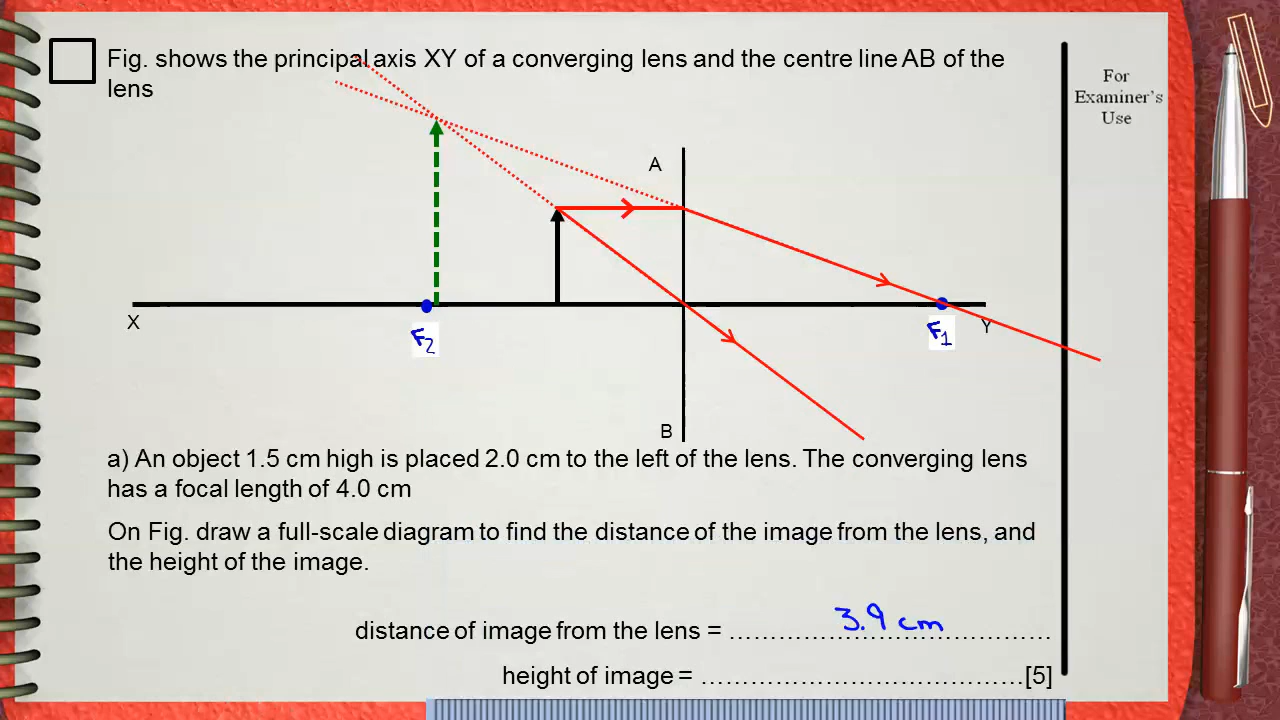 Fig. shows the principal axis XY of a converging lens and the centre line AB of the
lens
For
Examiner's
Use
A
X
F2
F1
Y
B
a) An object 1.5 cm high is placed 2.0 cm to the left of the lens. The converging lens
has a focal length of 4.0 cm
On Fig. draw a full-scale diagram to find the distance of the image from the lens, and
the height of the image.
distance of image from the lens = ...3.9 cm...
height of image = .......................................[5]